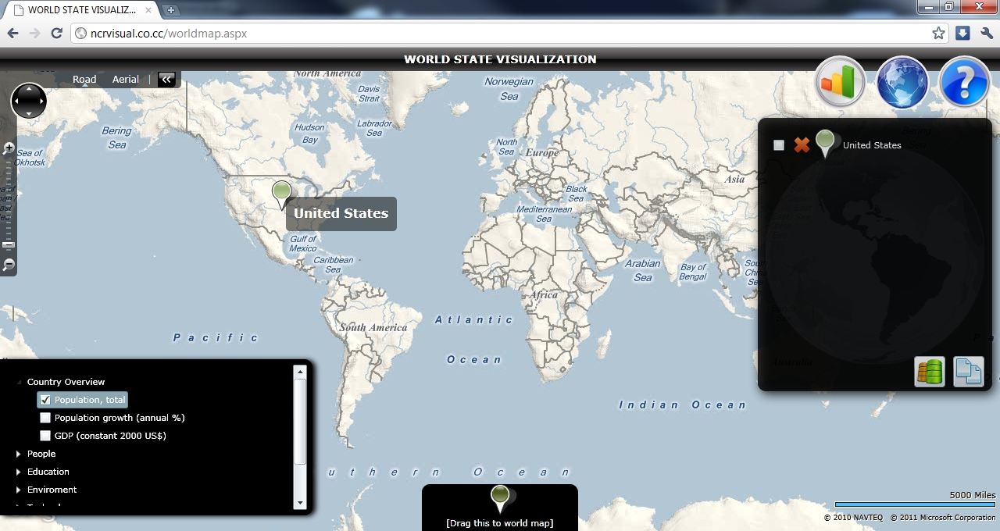 WORLD STATE VISUALIZ...
ncrvisual.co.cc/worldmap.aspx
WORLD STATE VISUALIZATION
Road Aerial
North America
Norwegian
Sea
Davis
Strait
Hudson
Bay
Labrador
Sea
Bering
Sea
Sea of
Okhotsk
North
Sea
Europe
Asia
Black
Sea
Mediterranean
Sea
United States
United States
Gulf of
Mexico
Caribbean
Sea
Arabian
Sea
Bay of
Bengal
South
China
Sea
Africa
South America
Atlantic
Ocean
Pacific
Indian Ocean
Australia
Country Overview
Population, total
Population growth (annual %)
GDP (constant 2000 US$)
People
Education
Enviroment
uthern Ocean
[Drag this to world map]
5000 Miles
© 2010 NAVTEQ © 2011 Microsoft Corporation